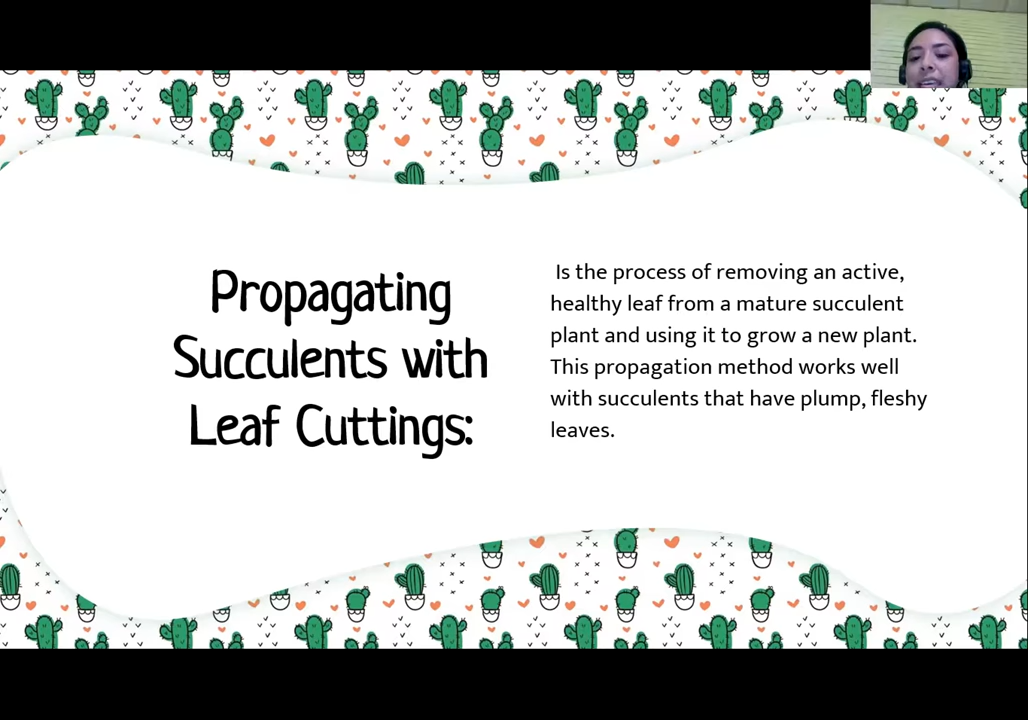 Propagating
Succulents with
Leaf Cuttings:
Is the process of removing an active,
healthy leaf from a mature succulent
plant and using it to grow a new plant.
This propagation method works well
with succulents that have plump, fleshy
leaves.